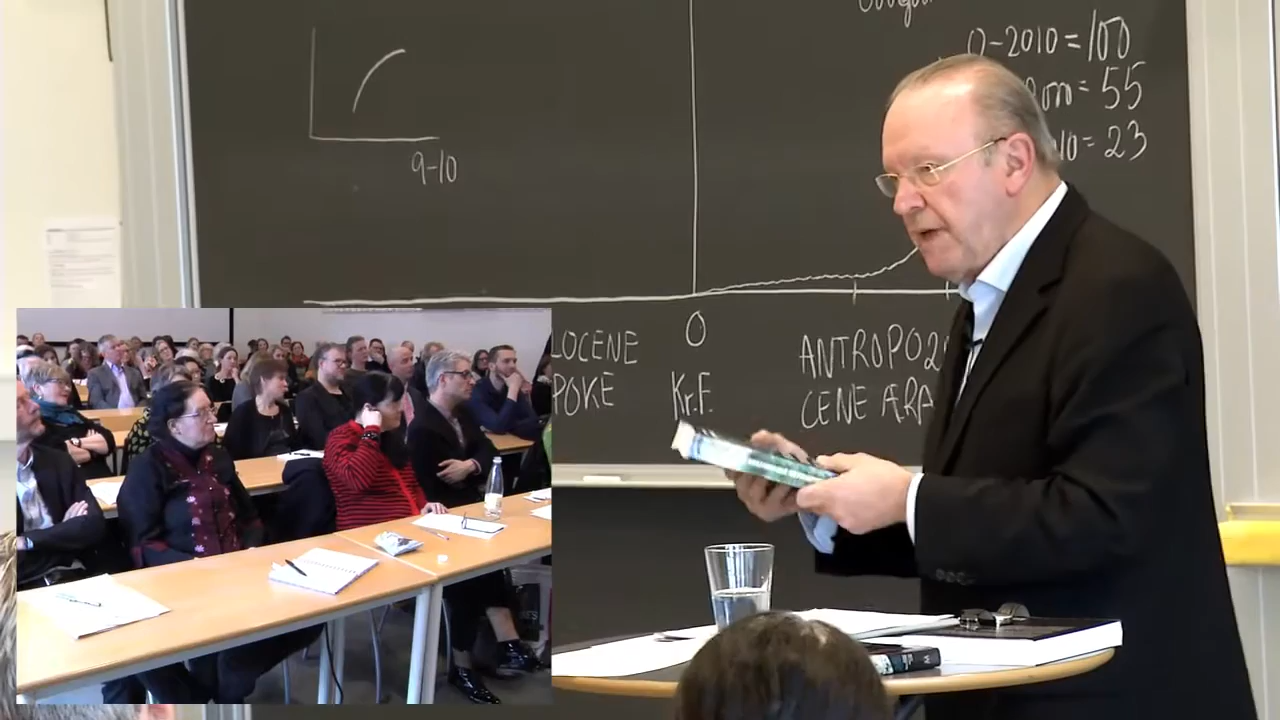 0-2010 = 100
= 55
10 = 23
9-10
LOCENE
POKE
0
Kr.F.
ANTROPO
CENE ÆRA